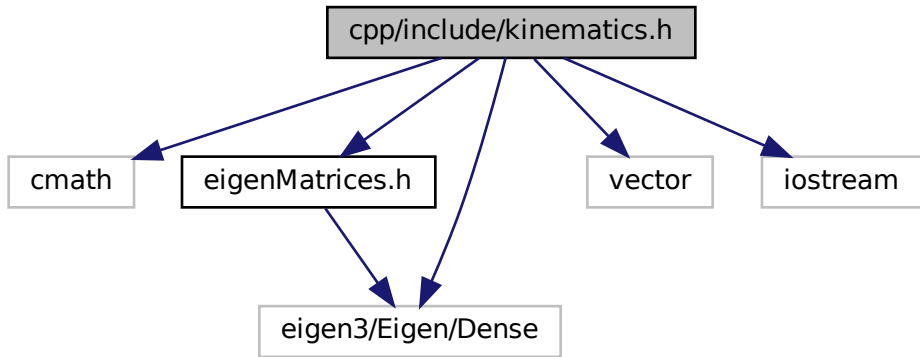 cpp/include/kinematics.h
cmath
eigenMatrices.h
vector
iostream
eigen3/Eigen/Dense